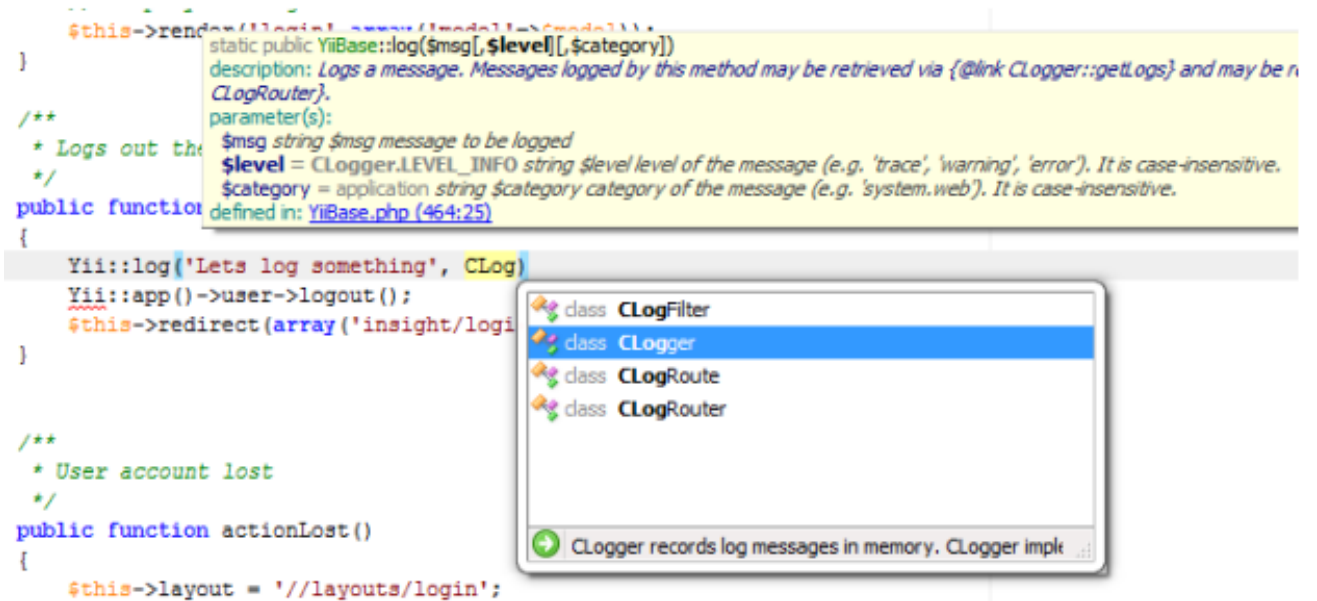 $this->render('login' array('model'=>$model));
static public YiiBase::log($msg[,$level][,$category])
}
description: Logs a message. Messages logged by this method may be retrieved via {@link CLogger::getLogs} and may be
CLogRouter}.
/**
parameter(s):
$msg string $msg message to be logged
* Logs out the
$level = CLogger.LEVEL_INFO string $level level of the message (e.g. 'trace', 'warning', 'error'). It is case-insensitive.
*/
$category = application string $category category of the message (e.g. 'system.web'). It is case-insensitive.
public function
defined in: YiiBase.php (464:25)
{
Yii::log('Lets log something', CLog)
Yii::app()->user->logout();
class CLogFilter
$this->redirect(array('insight/logi
class CLogger
}
class CLogRoute
class CLogRouter
/**
* User account lost
*/
public function actionLost()
CLogger records log messages in memory. CLogger imple
{
$this->layout = '//layouts/login';